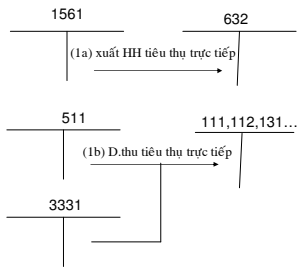 1561 632
(1a) xuất HH tiêu thụ trực tiếp
511 111,112,131...
(1b) D.thu tiêu thụ trực tiếp
3331